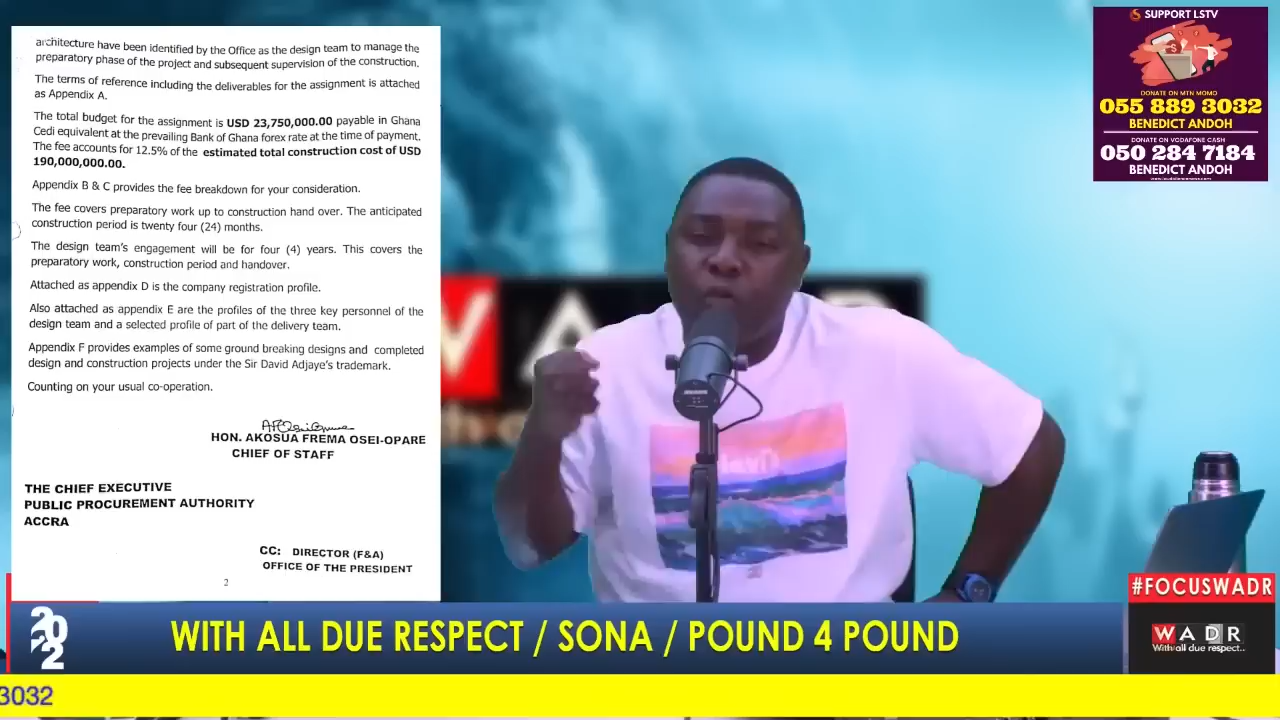 architecture have been identified by the Office as the design team to manage the
preparatory phase of the project and subsequent supervision of the construction.
The terms of reference including the deliverables for the assignment is attached
as Appendix A.
The total budget for the assignment is USD 23,750,000.00 payable in Ghana
Cedi equivalent at the prevailing Bank of Ghana forex rate at the time of payment.
The fee accounts for 12.5% of the estimated total construction cost of USD
190,000,000.00.
Appendix B & C provides the fee breakdown for your consideration.
The fee covers preparatory work up to construction hand over. The anticipated
construction period is twenty four (24) months.
The design team's engagement will be for four (4) years. This covers the
preparatory work, construction period and handover.
Attached as appendix D is the company registration profile.
Also attached as appendix E are the profiles of the three key personnel of the
design team and a selected profile of part of the delivery team.
Appendix F provides examples of some ground breaking designs and completed
design and construction projects under the Sir David Adjaye's trademark.
Counting on your usual co-operation.
HON. AKOSUA FREMA OSEI-OPARE
CHIEF OF STAFF
THE CHIEF EXECUTIVE
PUBLIC PROCUREMENT AUTHORITY
ACCRA
CC: DIRECTOR (F&A)
OFFICE OF THE PRESIDENT
2
SUPPORT LSTV
DONATE ON MTN MOMO
055 889 3032
BENEDICT ANDOH
DONATE ON VODAFONE CASH
050 284 7184
BENEDICT ANDOH
W A D R
#FOCUSWADR
2022
WITH ALL DUE RESPECT / SONA / POUND 4 POUND
WADR
With all due respect..
3032